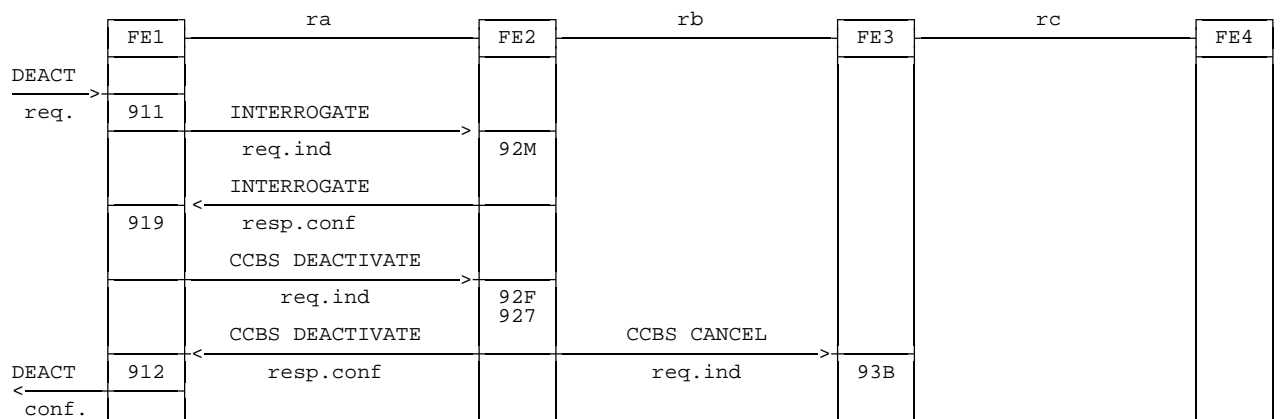 ra rb rc
FE1 FE2 FE3 FE4
DEACT
req. 911 INTERROGATE
req.ind 92M
INTERROGATE
919 resp.conf
CCBS DEACTIVATE
req.ind 92F
927
CCBS DEACTIVATE CCBS CANCEL
DEACT 912 resp.conf req.ind 93B
conf.